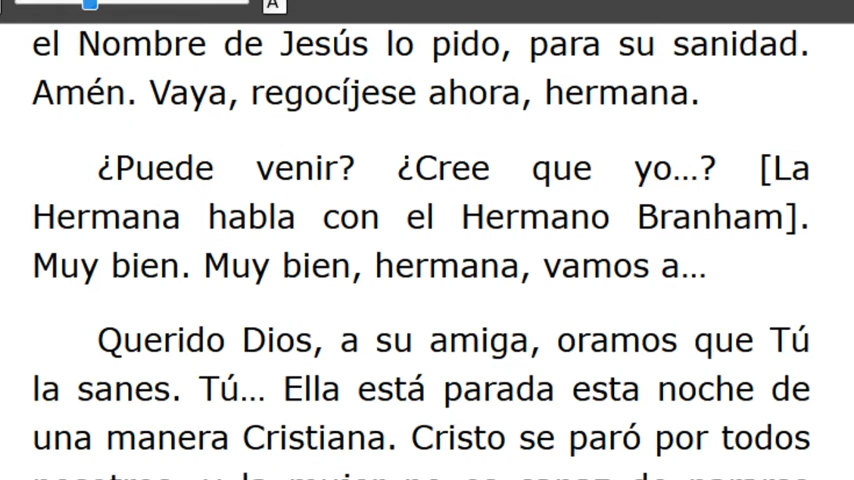 A
el Nombre de Jesús lo pido, para su sanidad.
Amén. Vaya, regocíjese ahora, hermana.
¿Puede venir? ¿Cree que yo…? [La
Hermana habla con el Hermano Branham].
Muy bien. Muy bien, hermana, vamos a…
Querido Dios, a su amiga, oramos que Tú
la sanes. Tú… Ella está parada esta noche de
una manera Cristiana. Cristo se paró por todos